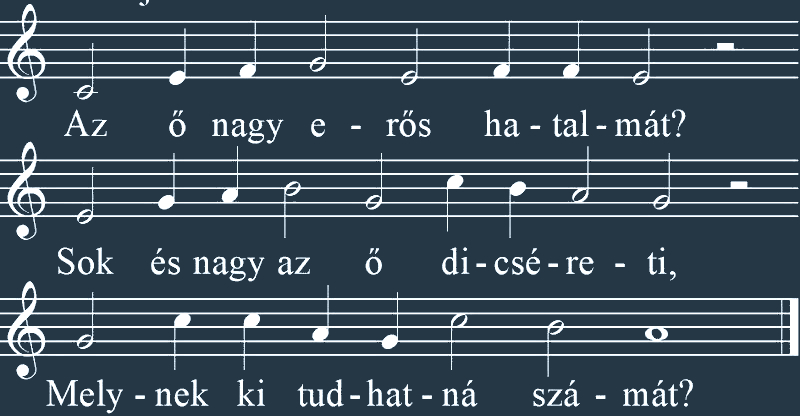 Az ő nagy e - rős ha - tal - mát?
Sok és nagy az ő di - csé - re - ti,
Mely - nek ki tud - hat - ná szá - mát?